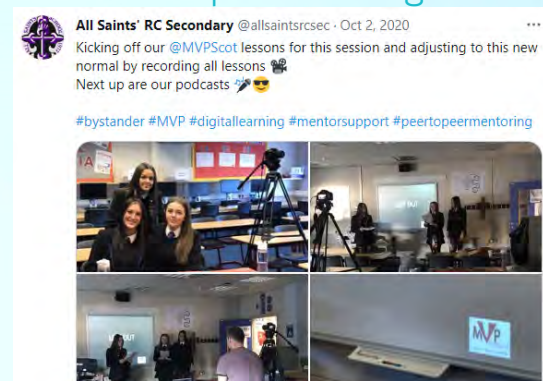 All Saints' RC Secondary @allsaintsrcsec · Oct 2, 2020
Kicking off our @MVPScot lessons for this session and adjusting to this new
normal by recording all lessons 🎥
Next up are our podcasts 🎤😎
#bystander #MVP #digitallearning #mentorsupport #peertopeermentoring
MVP